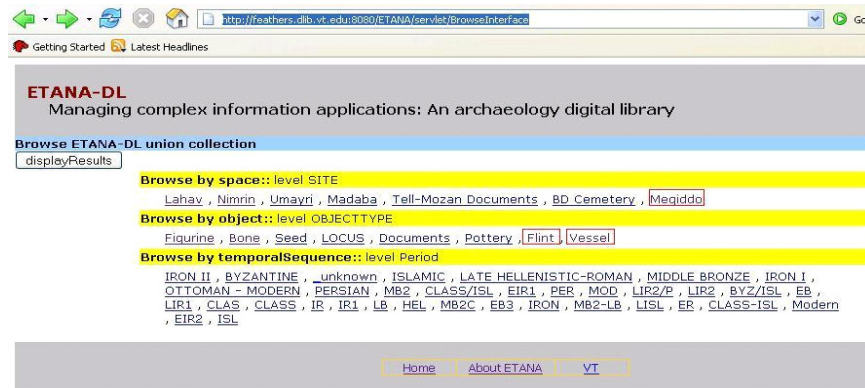 http://feathers.dlib.vt.edu:8080/ETANA/servlet/BrowseInterface
Getting Started Latest Headlines
ETANA-DL
Managing complex information applications: An archaeology digital library
Browse ETANA-DL union collection
displayResults
Browse by space:: level SITE
Lahav , Nimrin , Umayri , Madaba , Tell-Mozan Documents , BD Cemetery , Megiddo
Browse by object:: level OBJECTTYPE
Figurine , Bone , Seed , LOCUS , Documents , Pottery , Flint , Vessel
Browse by temporalSequence:: level Period
IRON II , BYZANTINE , _unknown , ISLAMIC , LATE HELLENISTIC-ROMAN , MIDDLE BRONZE , IRON I ,
OTTOMAN - MODERN , PERSIAN , MB2 , CLASS/ISL , EIR1 , PER , MOD , LIR2/P , LIR2 , BYZ/ISL , EB ,
LIR1 , CLAS , CLASS , IR , IR1 , LB , HEL , MB2C , EB3 , IRON , MB2-LB , LISL , ER , CLASS-ISL , Modern
, EIR2 , ISL
Home About ETANA VT